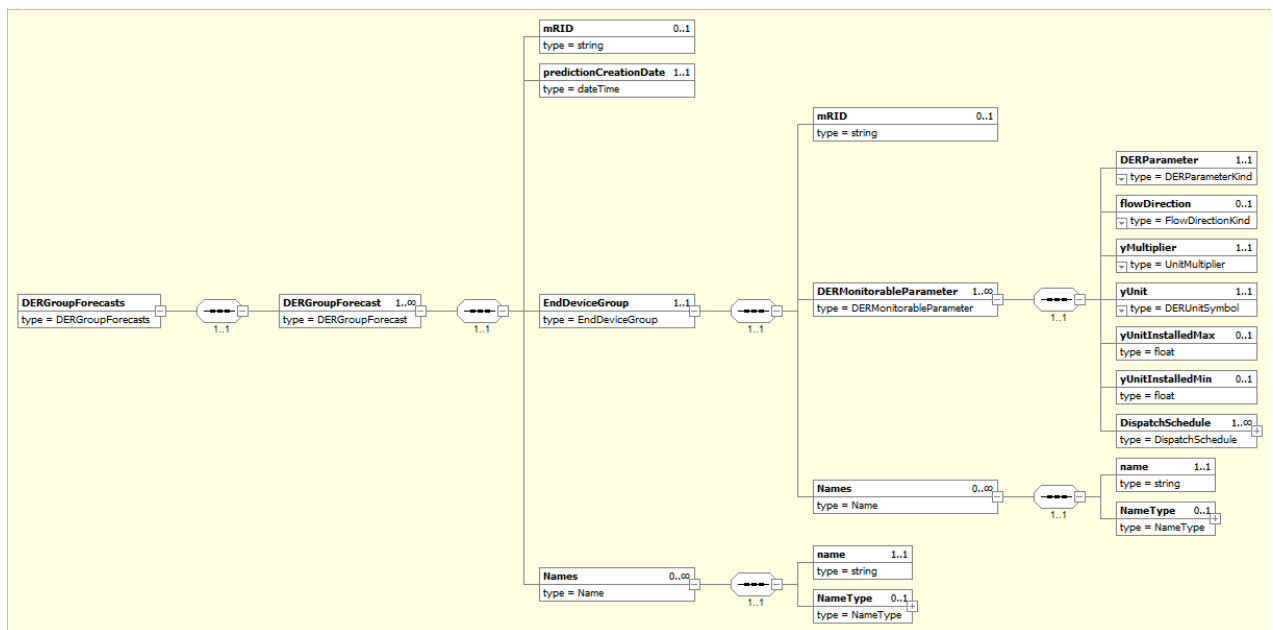 mRID 0..1
type = string
predictionCreationDate 1..1
type = dateTime
mRID 0..1
type = string
DERParameter 1..1
type = DERParameterKind
flowDirection 0..1
type = FlowDirectionKind
yMultiplier 1..1
type = UnitMultiplier
DERGroupForecasts
type = DERGroupForecasts
1..1
DERGroupForecast 1..∞
type = DERGroupForecast
1..1
EndDeviceGroup 1..1
type = EndDeviceGroup
1..1
DERMonitorableParameter 1..∞
type = DERMonitorableParameter
1..1
yUnit 1..1
type = DERUnitSymbol
yUnitInstalledMax 0..1
type = float
yUnitInstalledMin 0..1
type = float
DispatchSchedule 1..∞
type = DispatchSchedule
Names 0..∞
type = Name
1..1
name 1..1
type = string
NameType 0..1
type = NameType
Names 0..∞
type = Name
1..1
name 1..1
type = string
NameType 0..1
type = NameType